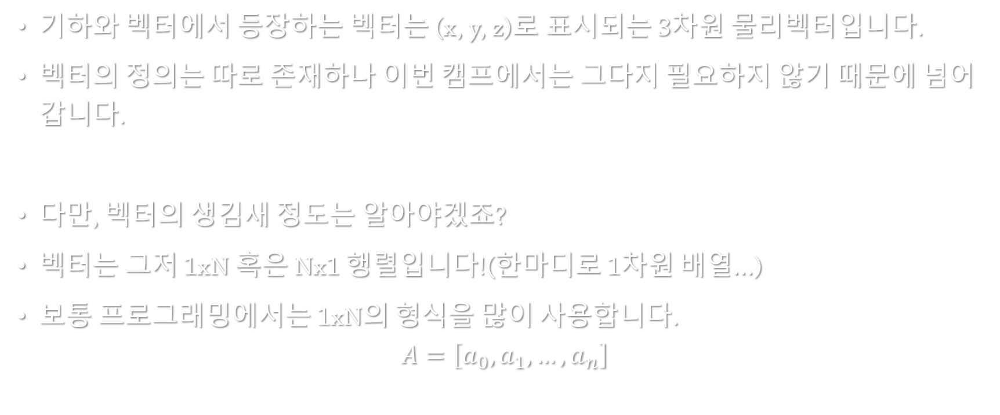 • 기하와 벡터에서 등장하는 벡터는 (x, y, z)로 표시되는 3차원 물리벡터입니다.
• 벡터의 정의는 따로 존재하나 이번 캠프에서는 그다지 필요하지 않기 때문에 넘어
갑니다.
• 다만, 벡터의 생김새 정도는 알아야겠죠?
• 벡터는 그저 1xN 혹은 Nx1 행렬입니다!(한마디로 1차원 배열...)
• 보통 프로그래밍에서는 1xN의 형식을 많이 사용합니다.
A = [a₀, a₁, ... , aₙ]